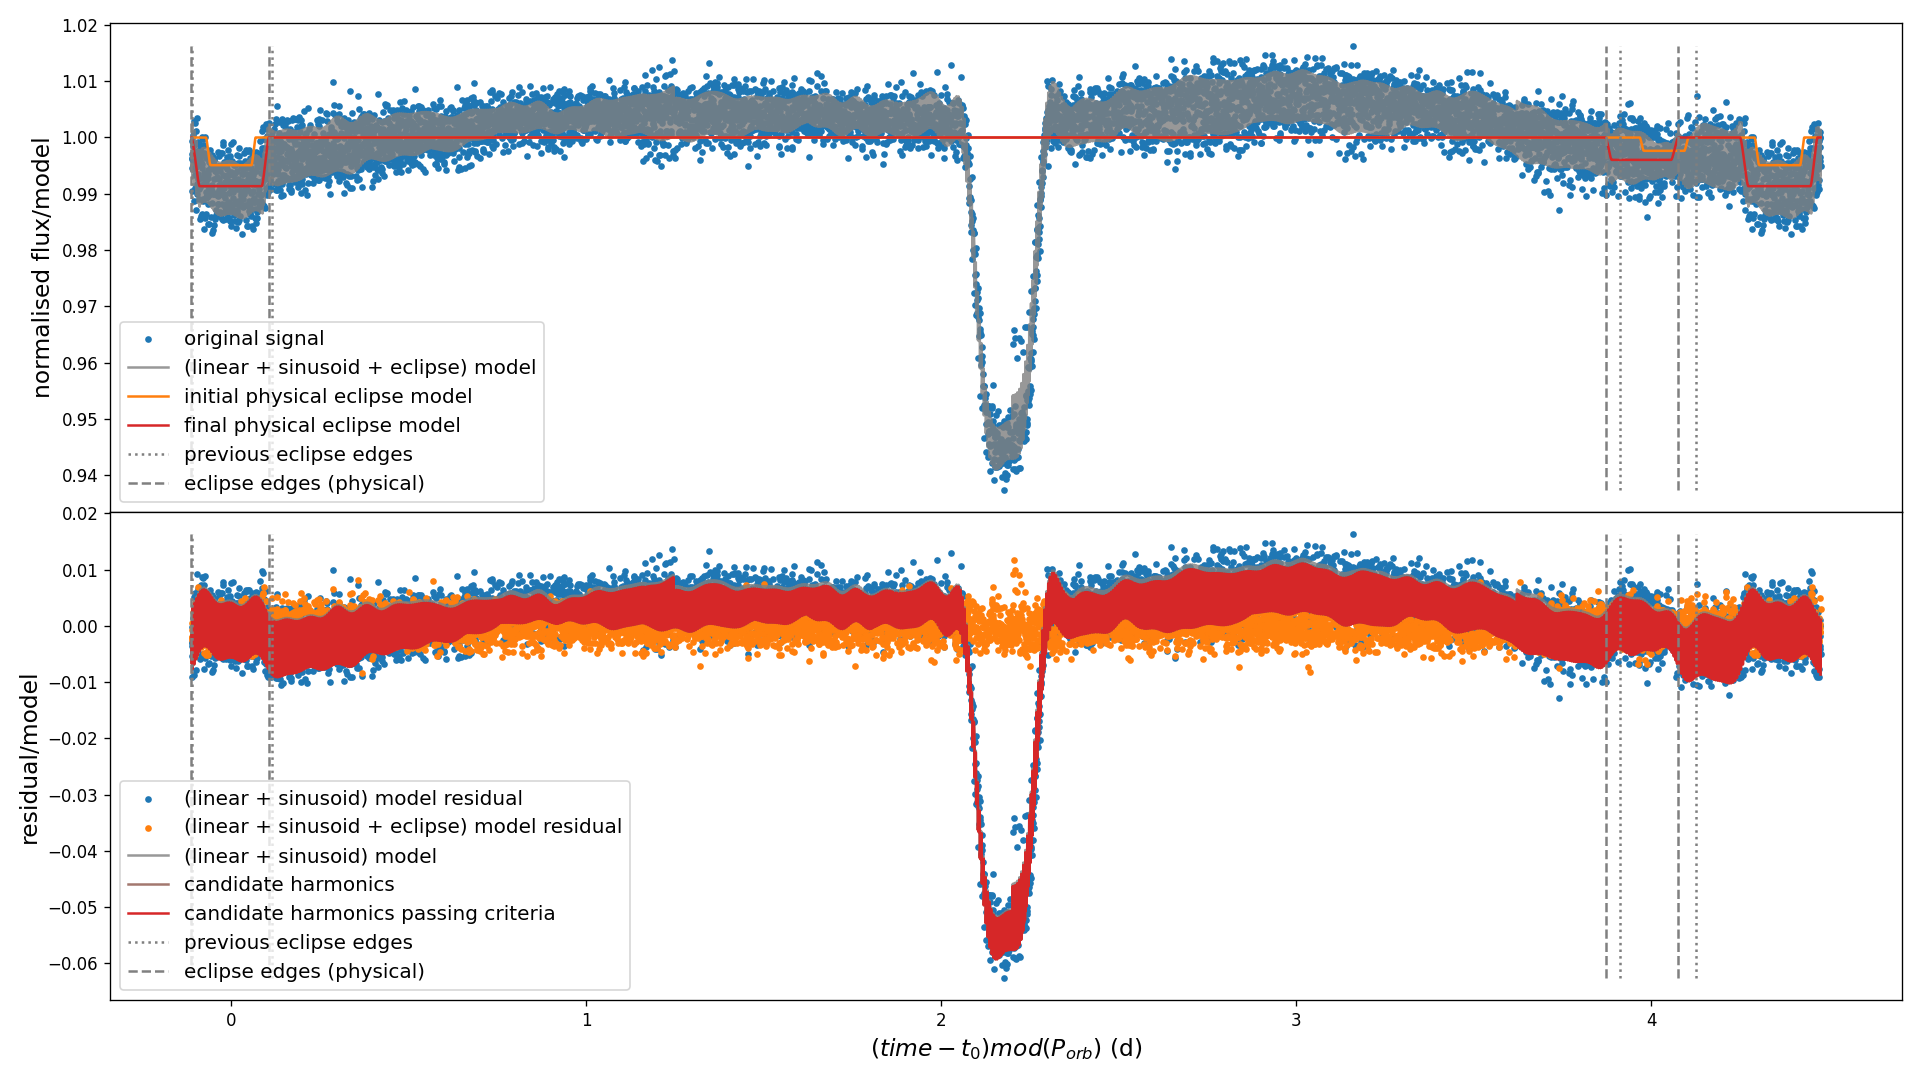 1.02
1.01
1.00
0.99
0.98
0.97
0.96
0.95
0.94
normalised flux/model
original signal
(linear + sinusoid + eclipse) model
initial physical eclipse model
final physical eclipse model
previous eclipse edges
eclipse edges (physical)
0.02
0.01
0.00
−0.01
−0.02
−0.03
−0.04
−0.05
−0.06
residual/model
(linear + sinusoid) model residual
(linear + sinusoid + eclipse) model residual
(linear + sinusoid) model
candidate harmonics
candidate harmonics passing criteria
previous eclipse edges
eclipse edges (physical)
0 1 2 3 4
(time − t₀)mod(P_orb) (d)